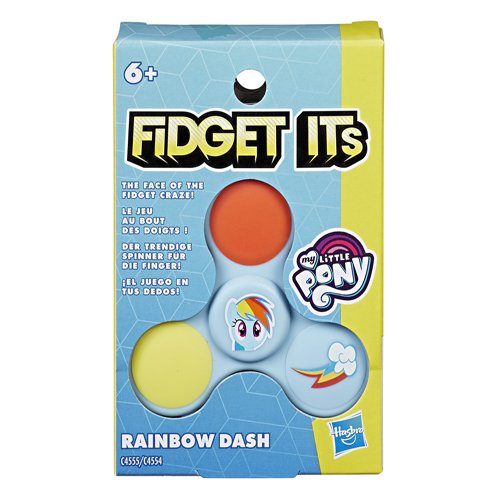 6+
FIDGET ITs
THE FACE OF THE
FIDGET CRAZE!
LE JEU
AU BOUT
DES DOIGTS !
DER TRENDIGE
SPINNER FÜR
DIE FINGER!
¡EL JUEGO EN
TUS DEDOS!
my LiTTLE
PONY
RAINBOW DASH
C4555/C4554
Hasbro